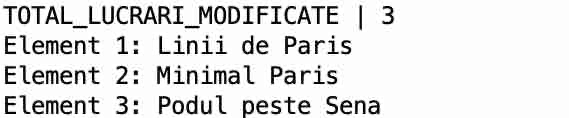 TOTAL_LUCRARI_MODIFICATE | 3
Element 1: Linii de Paris
Element 2: Minimal Paris
Element 3: Podul peste Sena